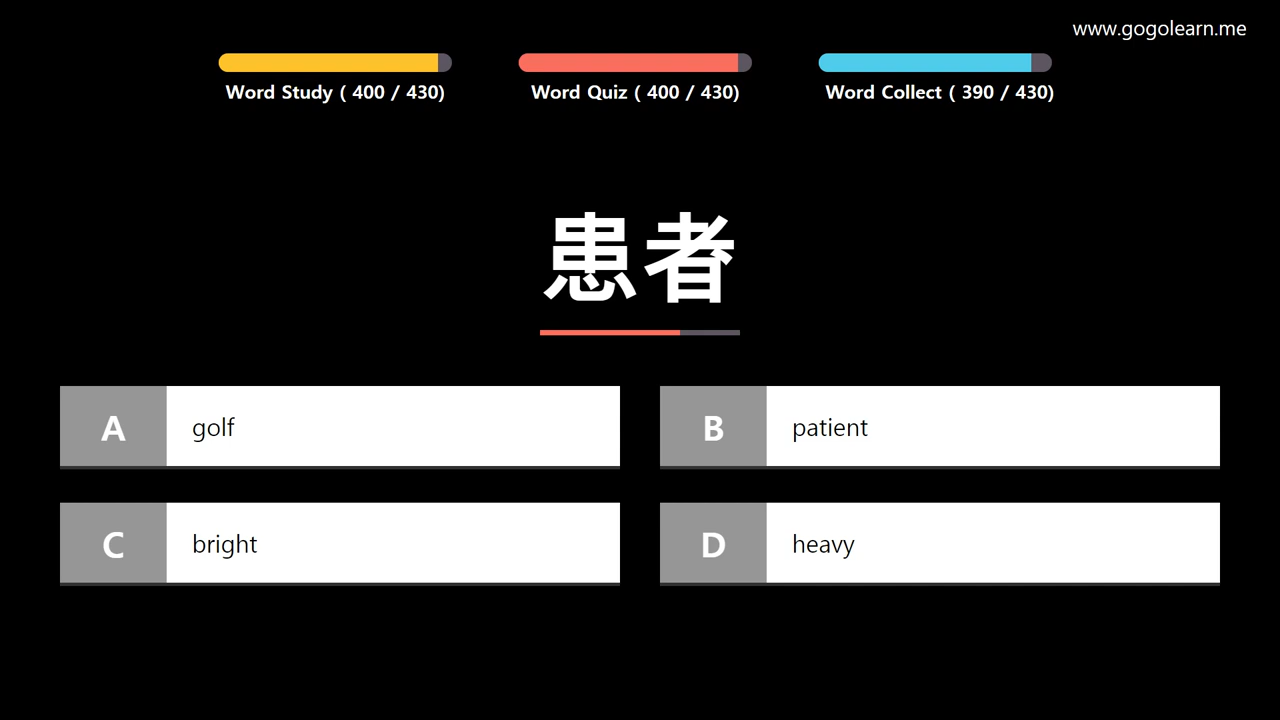 www.gogolearn.me
Word Study ( 400 / 430)
Word Quiz ( 400 / 430)
Word Collect ( 390 / 430)
患者
A golf
B patient
C bright
D heavy